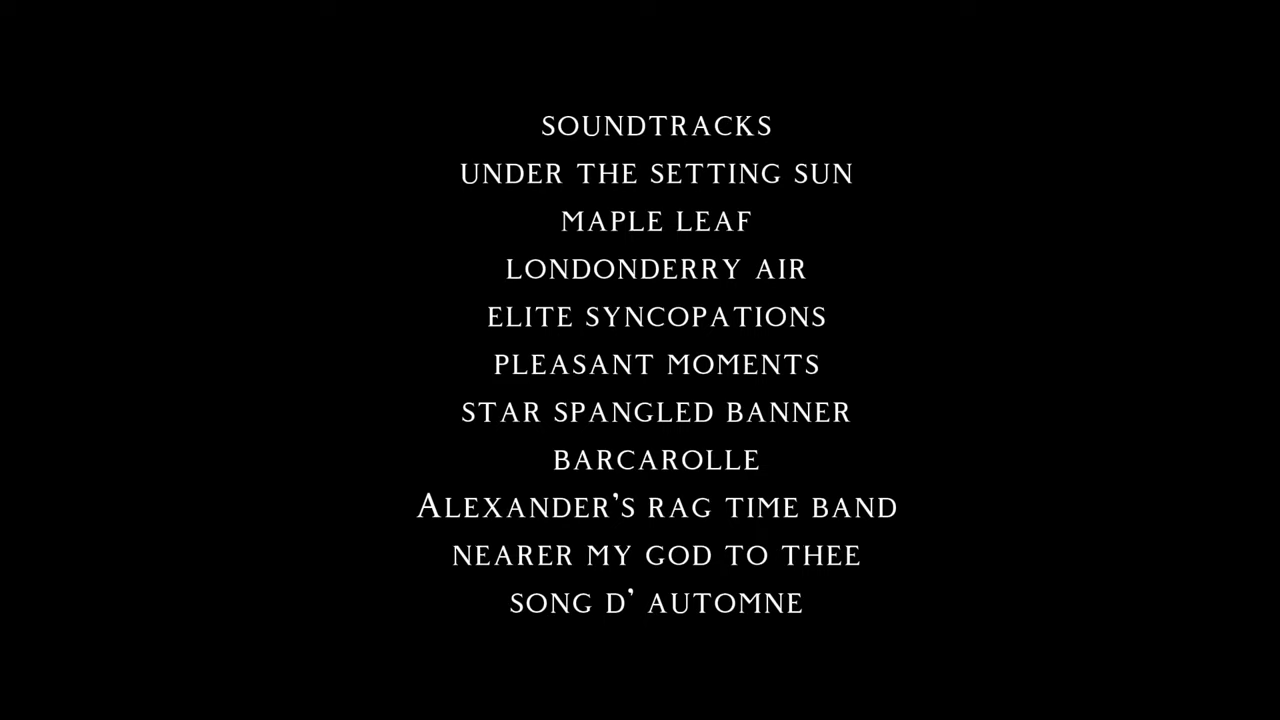 SOUNDTRACKS
UNDER THE SETTING SUN
MAPLE LEAF
LONDONDERRY AIR
ELITE SYNCOPATIONS
PLEASANT MOMENTS
STAR SPANGLED BANNER
BARCAROLLE
ALEXANDER'S RAG TIME BAND
NEARER MY GOD TO THEE
SONG D' AUTOMNE